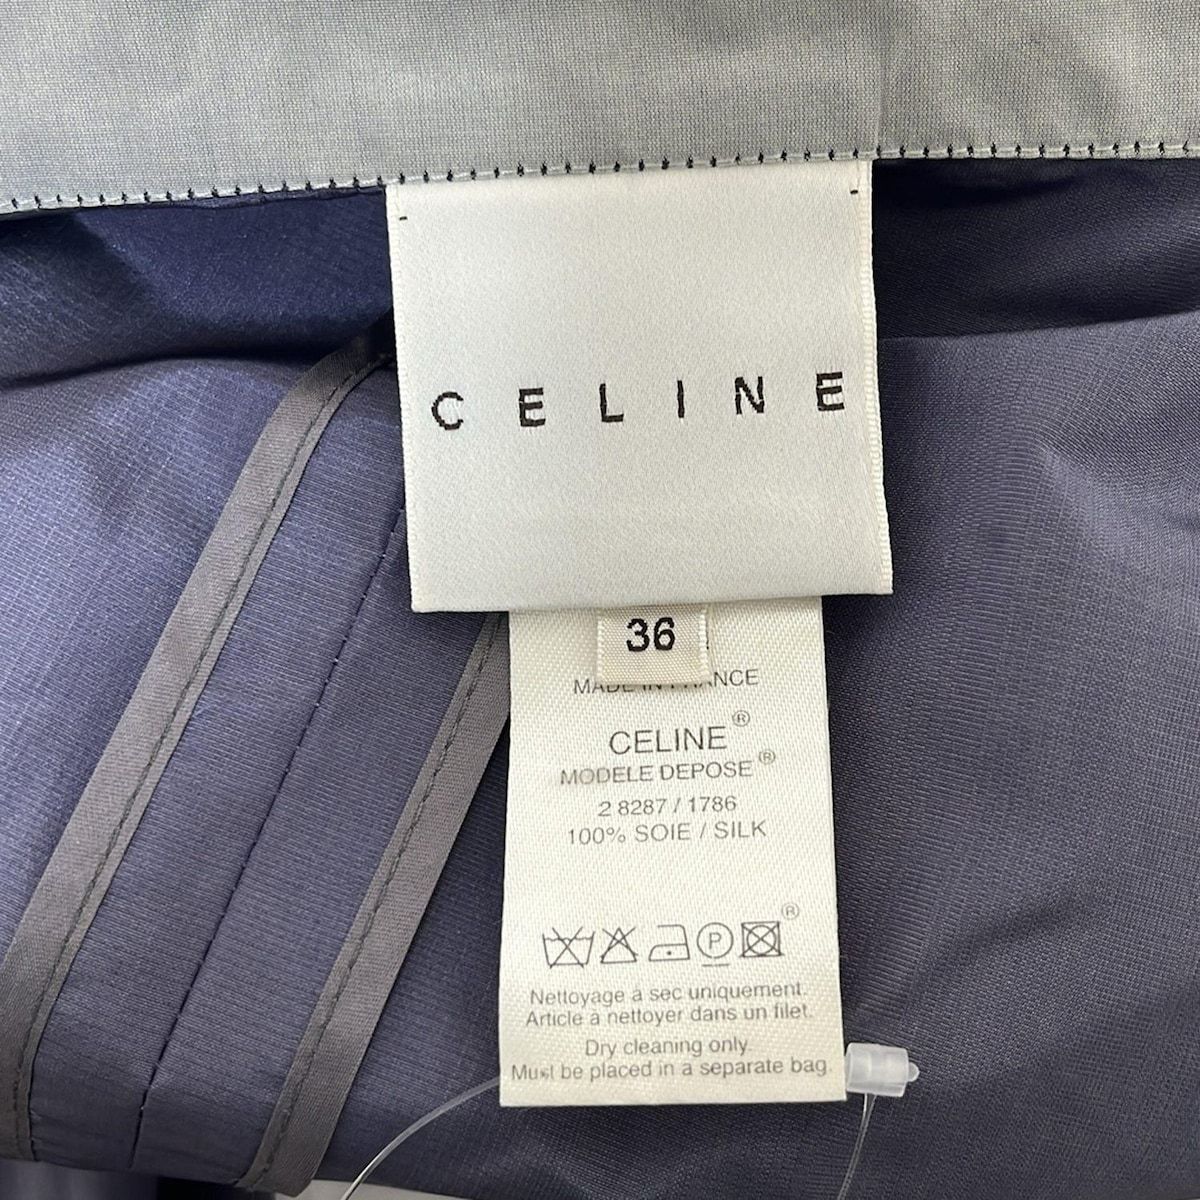 CELINE
36
MADE IN FRANCE
CELINE®
MODELE DEPOSE®
2 8287 / 1786
100% SOIE / SILK
P
®
Nettoyage à sec uniquement.
Article à nettoyer dans un filet.
Dry cleaning only.
Must be placed in a separate bag.